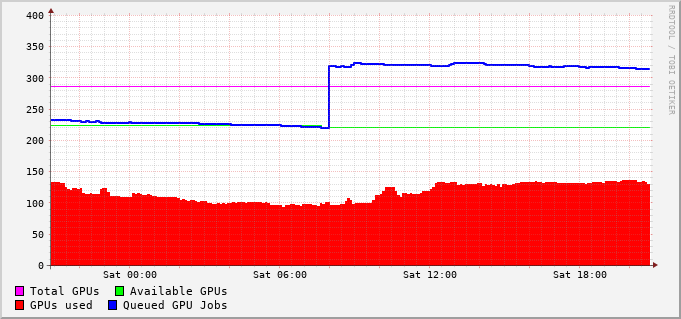 400
350
300
250
200
150
100
50
0
Sat 00:00 Sat 06:00 Sat 12:00 Sat 18:00
Total GPUs Available GPUs
GPUs used Queued GPU Jobs
RRDTOOL / TOBI OETIKER